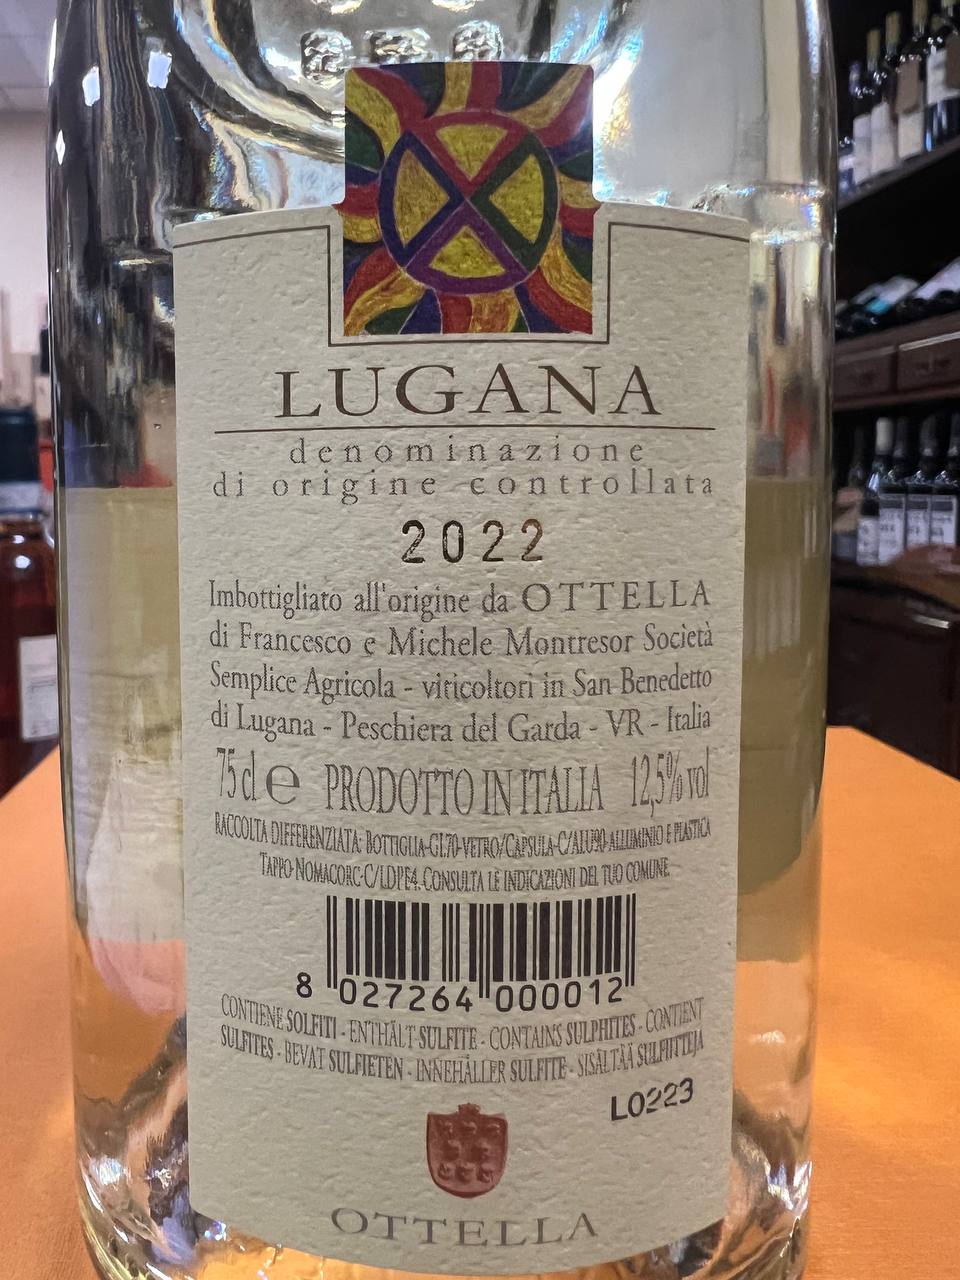 LUGANA
denominazione
di origine controllata
2022
Imbottigliato all'origine da OTTELLA
di Francesco e Michele Montresor Società
Semplice Agricola - viticoltori in San Benedetto
di Lugana - Peschiera del Garda - VR - Italia
75 cl e PRODOTTO IN ITALIA 12,5% vol
RACCOLTA DIFFERENZIATA: BOTTIGLIA-GL70-VETRO/CAPSULA-C/ALU90-ALLUMINIO E PLASTICA
TAPPO-NOMACORC-C/LDPE4. CONSULTA LE INDICAZIONI DEL TUO COMUNE.
8 027264 000012
CONTIENE SOLFITI - ENTHÄLT SULFITE - CONTAINS SULPHITES - CONTIENT
SULFITES - BEVAT SULFIETEN - INNEHÅLLER SULFITE - SISÄLTÄÄ SULFIITTEJA
L0223
OTTELLA